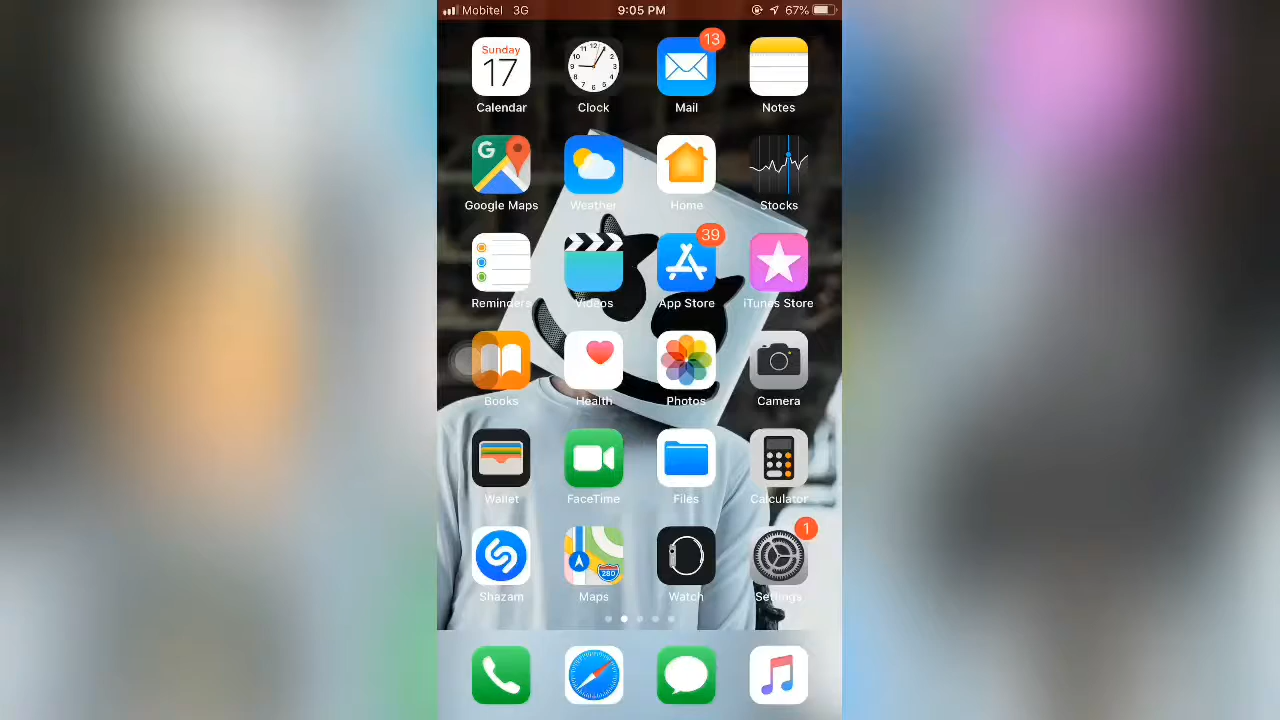 Mobitel 3G 9:05 PM 67%
13
Sunday
17
Calendar Clock Mail Notes
Google Maps Weather Home Stocks
39
Reminders Videos App Store iTunes Store
Books Health Photos Camera
Wallet FaceTime Files Calculator
1
280
Shazam Maps Watch Settings